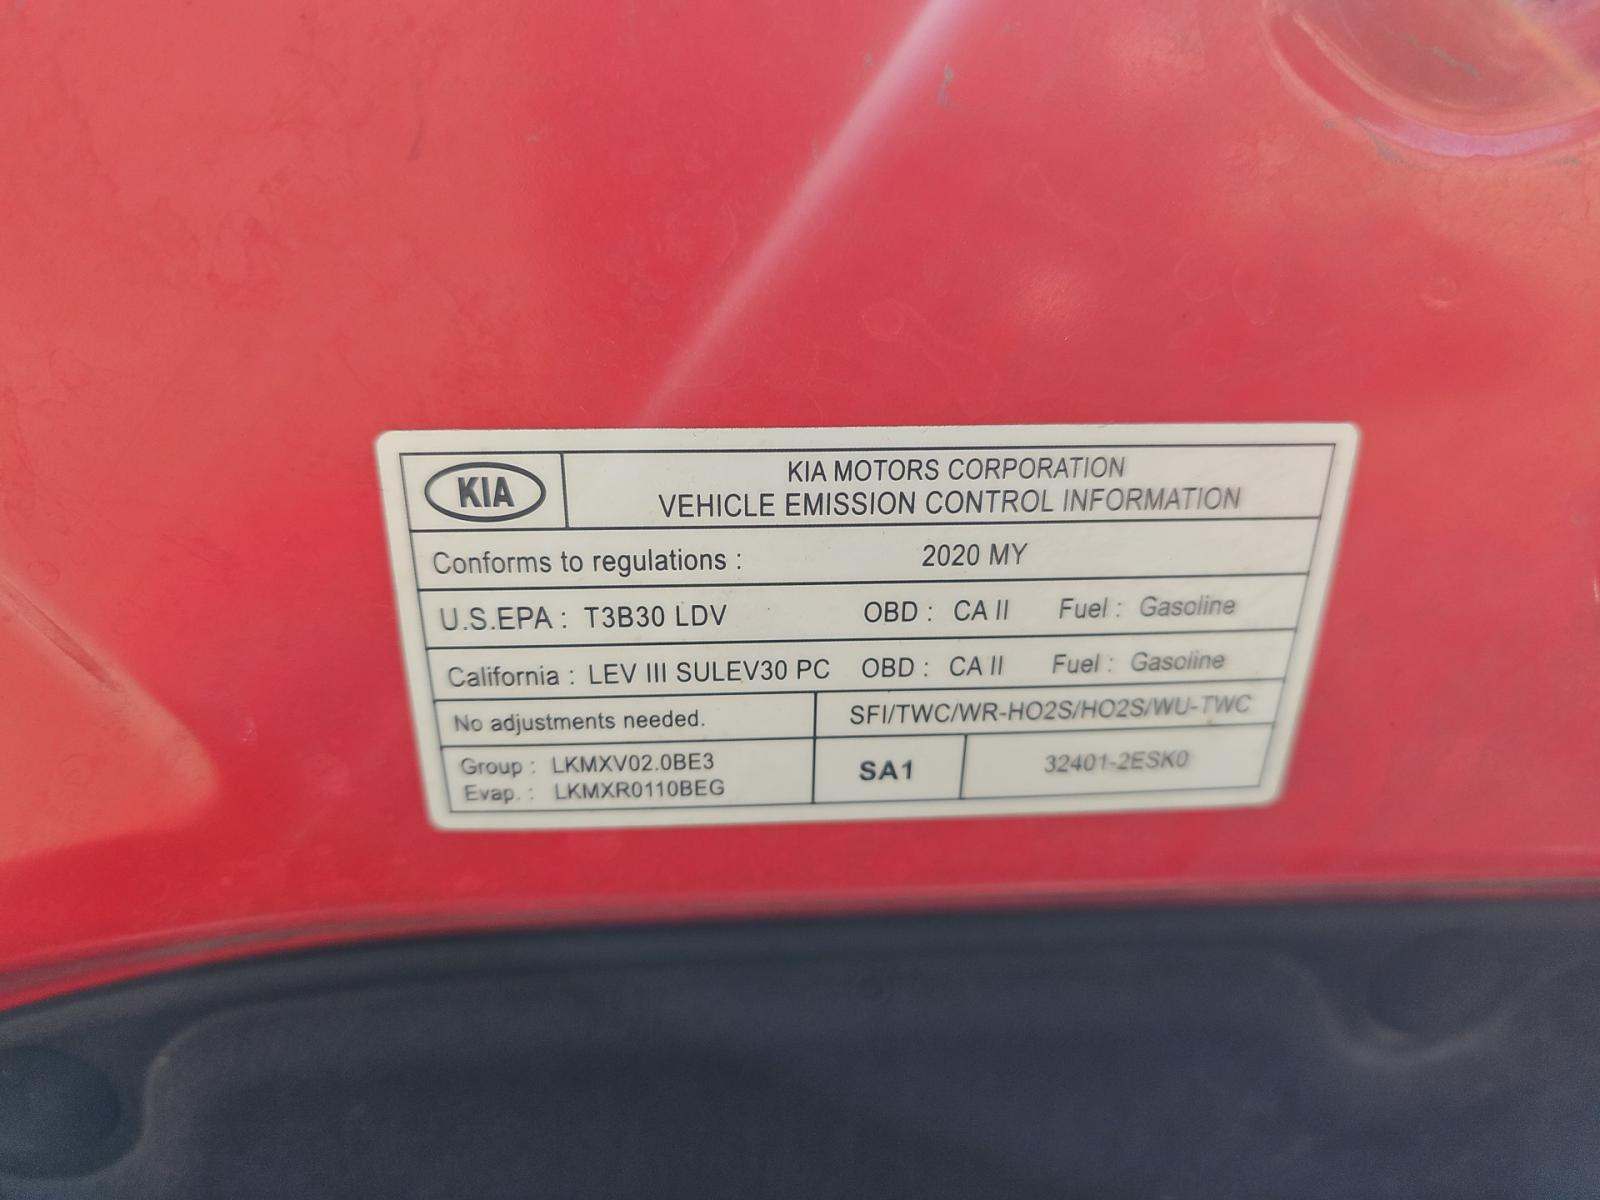 KIA
KIA MOTORS CORPORATION
VEHICLE EMISSION CONTROL INFORMATION
Conforms to regulations : 2020 MY
U.S.EPA : T3B30 LDV OBD : CA II Fuel : Gasoline
California : LEV III SULEV30 PC OBD : CA II Fuel : Gasoline
No adjustments needed. SFI/TWC/WR-HO2S/HO2S/WU-TWC
Group : LKMXV02.0BE3
Evap. : LKMXR0110BEG
SA1
32401-2ESK0